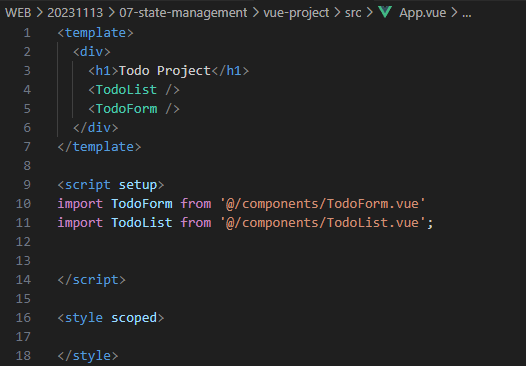 WEB > 20231113 > 07-state-management > vue-project > src > App.vue > ...
1 <template>
2   <div>
3     <h1>Todo Project</h1>
4     <TodoList />
5     <TodoForm />
6   </div>
7 </template>
8
9 <script setup>
10 import TodoForm from '@/components/TodoForm.vue'
11 import TodoList from '@/components/TodoList.vue';
12
13
14 </script>
15
16 <style scoped>
17
18 </style>